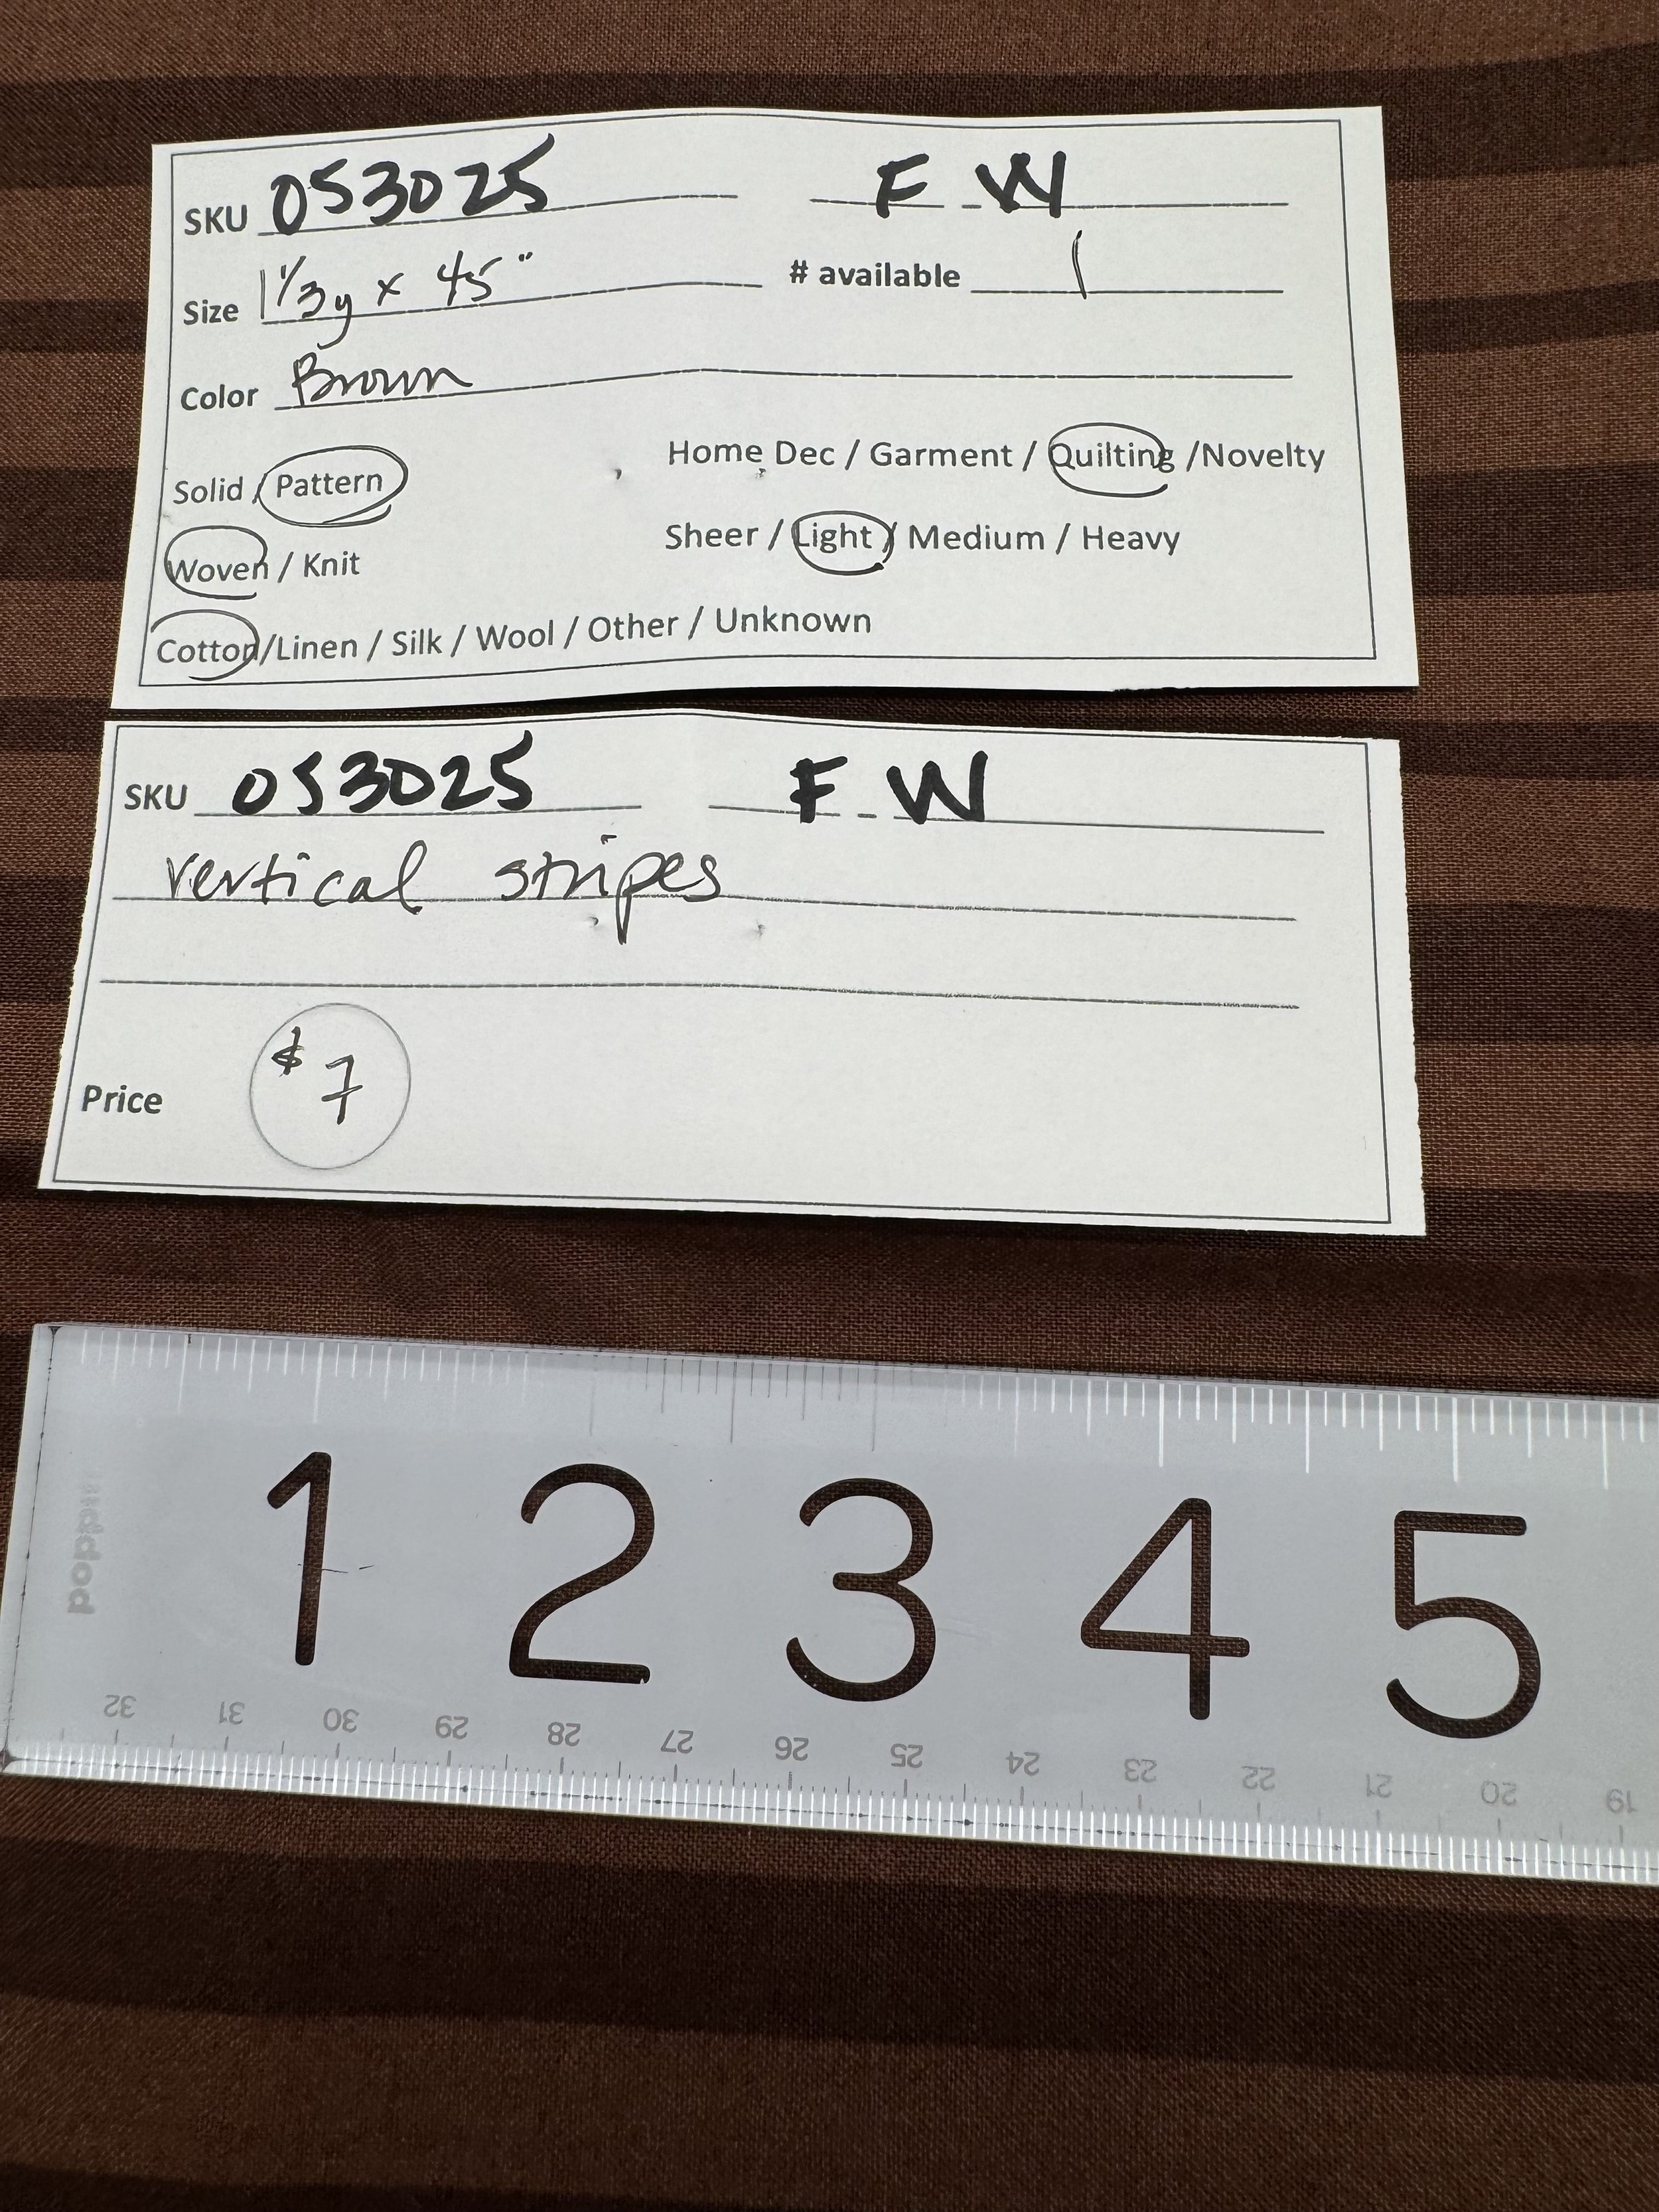 SKU 053025 F W
Size 1 1/3y x 45" # available 1
Color Brown
Solid / Pattern Home Dec / Garment / Quilting /Novelty
Woven / Knit Sheer / Light / Medium / Heavy
Cotton/Linen / Silk / Wool / Other / Unknown
SKU 053025 F W
vertical stripes
Price $7
1 2 3 4 5
poppin
32 31 30 29 28 27 26 25 24 23 22 21 20 19